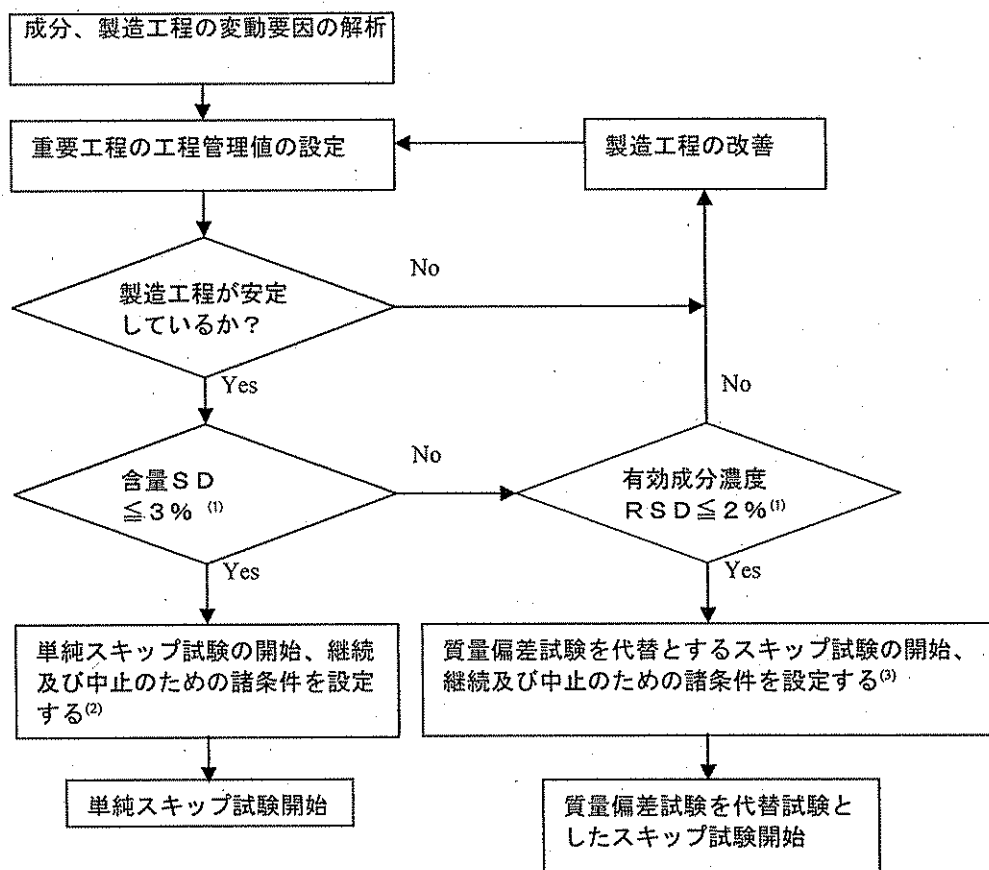 成分、製造工程の変動要因の解析
重要工程の工程管理値の設定
製造工程の改善
製造工程が安定
しているか？
No
Yes
No
含量ＳＤ
≦３％ (1)
No
有効成分濃度
ＲＳＤ≦２％(1)
Yes
Yes
単純スキップ試験の開始、継続
及び中止のための諸条件を設定
する(2)
質量偏差試験を代替とするスキップ試験の開始、
継続及び中止のための諸条件を設定する(3)
単純スキップ試験開始
質量偏差試験を代替試験と
したスキップ試験開始